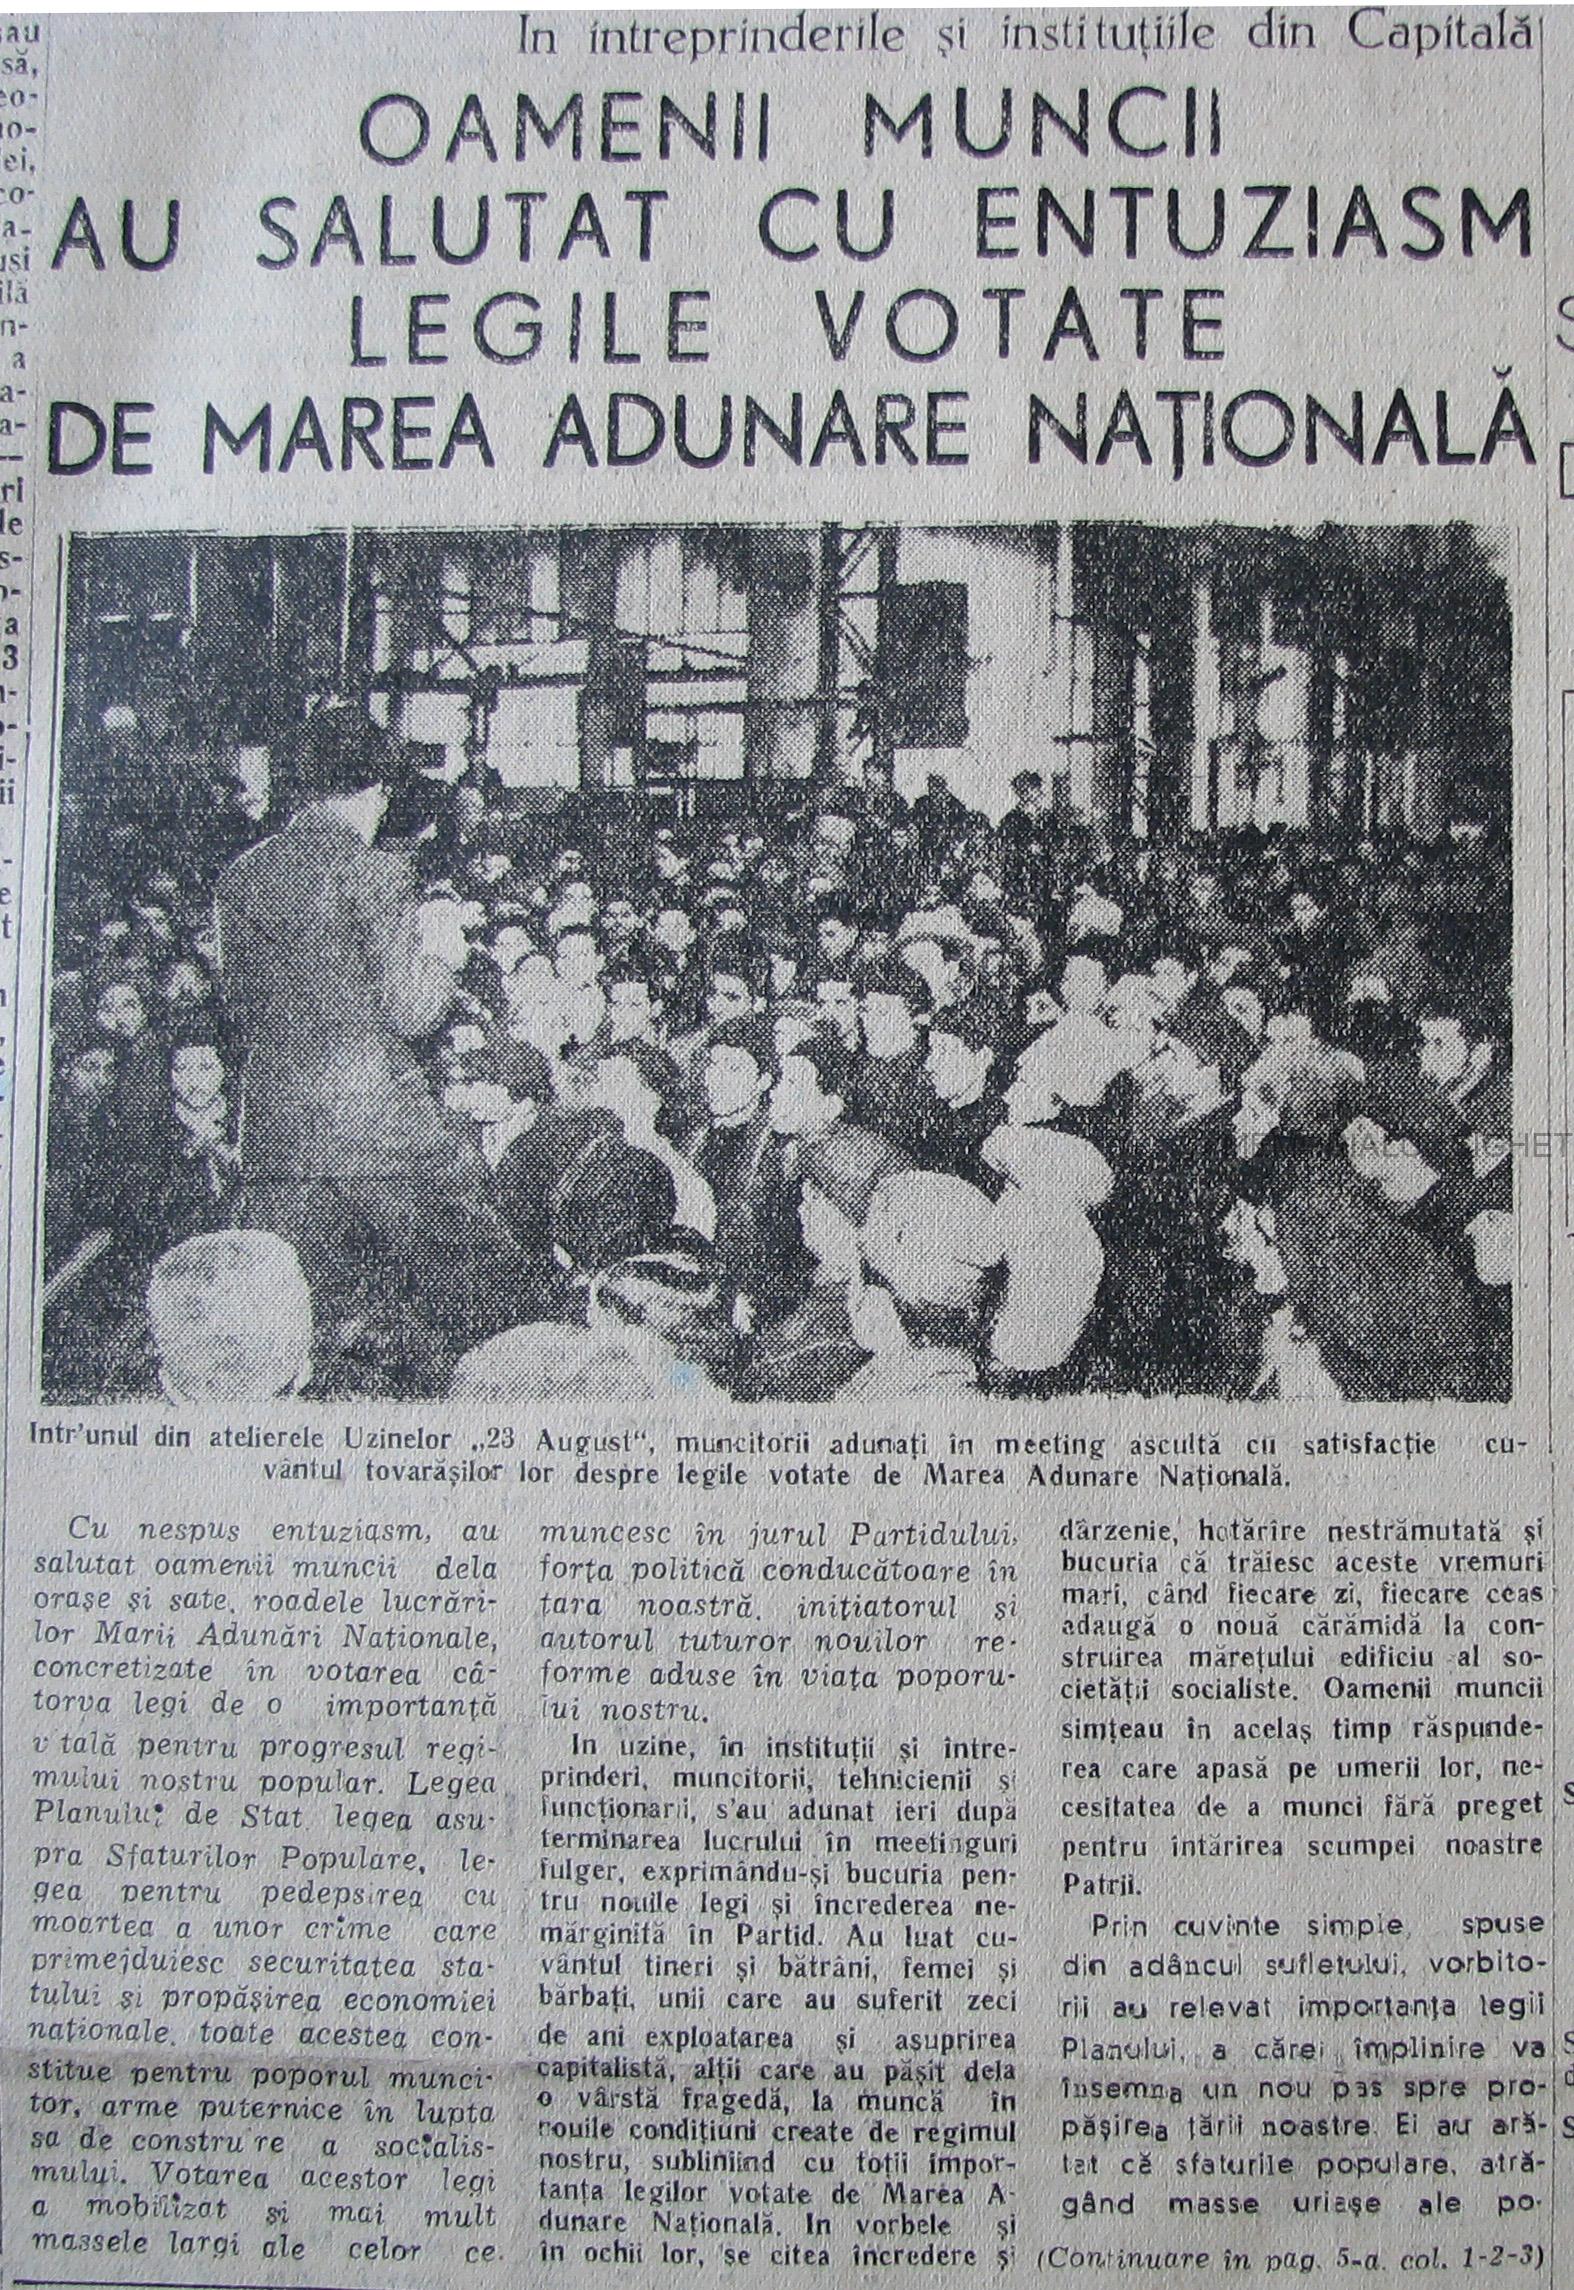 In intreprinderile și instituțiile din Capitală
OAMENII MUNCII
AU SALUTAT CU ENTUZIASM
LEGILE VOTATE
DE MAREA ADUNARE NAȚIONALĂ
Intr'unul din atelierele Uzinelor „23 August“, muncitorii adunați în meeting ascultă cu satisfacție cu-
vântul tovarășilor lor despre legile votate de Marea Adunare Națională.
Cu nespus entuziasm, au
salutat oamenii muncii dela
orașe și sate, roadele lucrări-
lor Marii Adunări Naționale,
concretizate în votarea câ-
torva legi de o importanță
v tală pentru progresul regi-
mului nostru popular. Legea
Planului de Stat, legea asu-
pra Sfaturilor Populare, le-
gea pentru pedepsirea cu
moartea a unor crime care
primejduiesc securitatea sta-
tului și propășirea economiei
naționale, toate acestea con-
stitue pentru poporul munci-
tor, arme puternice în lupta
sa de constru re a socialis-
mului. Votarea acestor legi
a mobilizat și mai mult
massele largi ale celor ce
muncesc în jurul Partidului,
forța politică conducătoare în
țara noastră, inițiatorul și
autorul tuturor nouilor re-
forme aduse în viața poporu-
lui nostru.
In uzine, în instituții și între-
prinderi, muncitorii, tehnicienii și
funcționarii, s'au adunat ieri după
terminarea lucrului în meetinguri
fulger, exprimându-și bucuria pen-
tru nouile legi și încrederea ne-
mărginită în Partid. Au luat cu-
vântul tineri și bătrâni, femei și
bărbați, unii care au suferit zeci
de ani exploatarea și asuprirea
capitalistă, alții care au pășit dela
o vârstă fragedă, la muncă în
nouile condițiuni create de regimul
nostru, subliniind cu toții impor-
tanța legilor votate de Marea A-
dunare Națională. In vorbele și
în ochii lor, se citea încredere și
dârzenie, hotărîre nestrămutată și
bucuria că trăiesc aceste vremuri
mari, când fiecare zi, fiecare ceas
adaugă o nouă cărămidă la con-
struirea mărețului edificiu al so-
cietății socialiste. Oamenii muncii
simțeau în acelaș timp răspunde-
rea care apasă pe umerii lor, ne-
cesitatea de a munci fără preget
pentru întărirea scumpei noastre
Patrii.
Prin cuvinte simple, spuse
din adâncul sufletului, vorbito-
rii au relevat importanța legii
Planului, a cărei împlinire va
însemna un nou pas spre pro-
pășirea țării noastre. Ei au ară-
tat că sfaturile populare, atră-
gând masse uriașe ale po-
(Continuare în pag. 5-a. col. 1-2-3)